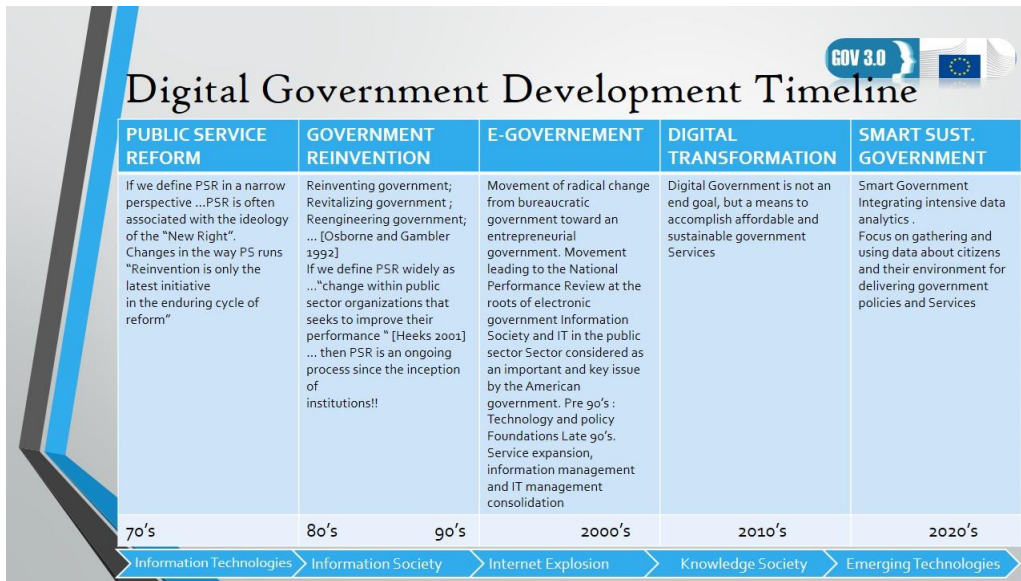 GOV 3.0
Digital Government Development Timeline
PUBLIC SERVICE
REFORM
If we define PSR in a narrow
perspective ...PSR is often
associated with the ideology
of the “New Right”.
Changes in the way PS runs
“Reinvention is only the
latest initiative
in the enduring cycle of
reform”
70’s
Information Technologies
GOVERNMENT
REINVENTION
Reinventing government;
Revitalizing government ;
Reengineering government;
... [Osborne and Gambler
1992]
If we define PSR widely as
...“change within public
sector organizations that
seeks to improve their
performance “ [Heeks 2001]
... then PSR is an ongoing
process since the inception
of
institutions!!
80’s 90’s
Information Society
E-GOVERNEMENT
Movement of radical change
from bureaucratic
government toward an
entrepreneurial
government. Movement
leading to the National
Performance Review at the
roots of electronic
government Information
Society and IT in the public
sector Sector considered as
an important and key issue
by the American
government. Pre 90’s :
Technology and policy
Foundations Late 90’s.
Service expansion,
information management
and IT management
consolidation
2000’s
Internet Explosion
DIGITAL
TRANSFORMATION
Digital Government is not an
end goal, but a means to
accomplish affordable and
sustainable government
Services
2010’s
Knowledge Society
SMART SUST.
GOVERNMENT
Smart Government
Integrating intensive data
analytics .
Focus on gathering and
using data about citizens
and their environment for
delivering government
policies and Services
2020’s
Emerging Technologies